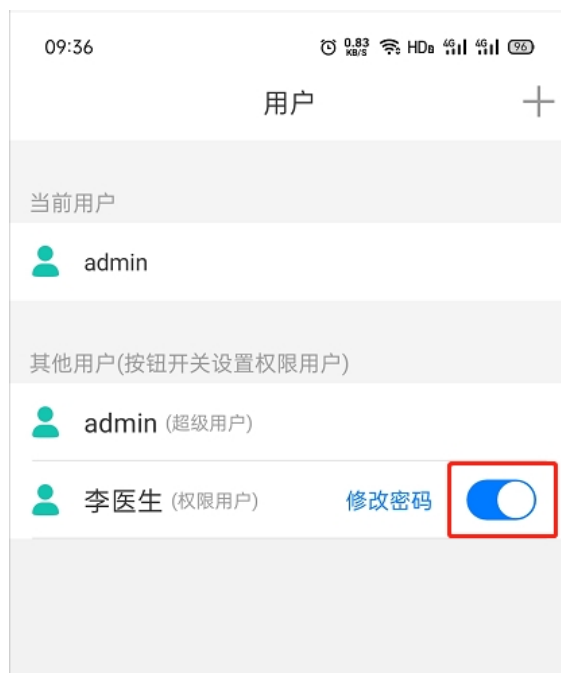 09:36 0.83 KB/S HDB 4G 4G 96
用户
当前用户
admin
其他用户(按钮开关设置权限用户)
admin (超级用户)
李医生 (权限用户) 修改密码